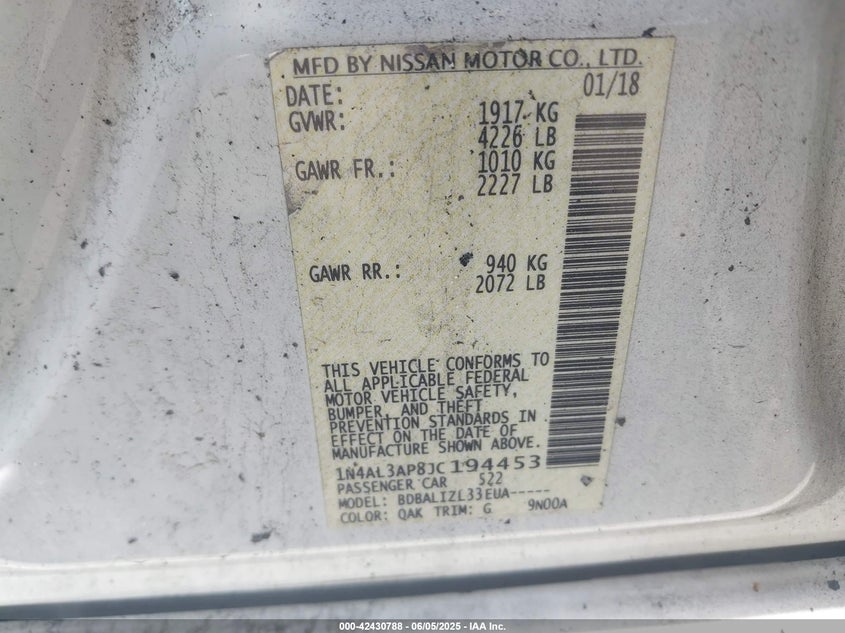 MFD BY NISSAN MOTOR CO., LTD.
DATE: 01/18
GVWR: 1917 KG
4226 LB
GAWR FR.: 1010 KG
2227 LB
GAWR RR.: 940 KG
2072 LB
THIS VEHICLE CONFORMS TO
ALL APPLICABLE FEDERAL
MOTOR VEHICLE SAFETY,
BUMPER, AND THEFT
PREVENTION STANDARDS IN
EFFECT ON THE DATE OF
MANUFACTURE SHOWN ABOVE.
1N4AL3AP8JC194453
PASSENGER CAR 522
MODEL: BDBALIZL33EUA-----
COLOR: QAK TRIM: G 9N00A
000-42430788 - 06/05/2025 - IAA Inc.